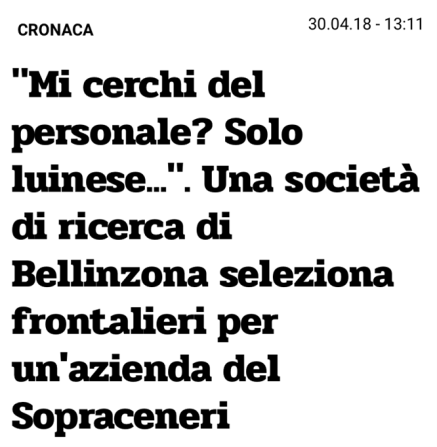 CRONACA
30.04.18 - 13:11
"Mi cerchi del
personale? Solo
luinese...". Una società
di ricerca di
Bellinzona seleziona
frontalieri per
un'azienda del
Sopraceneri